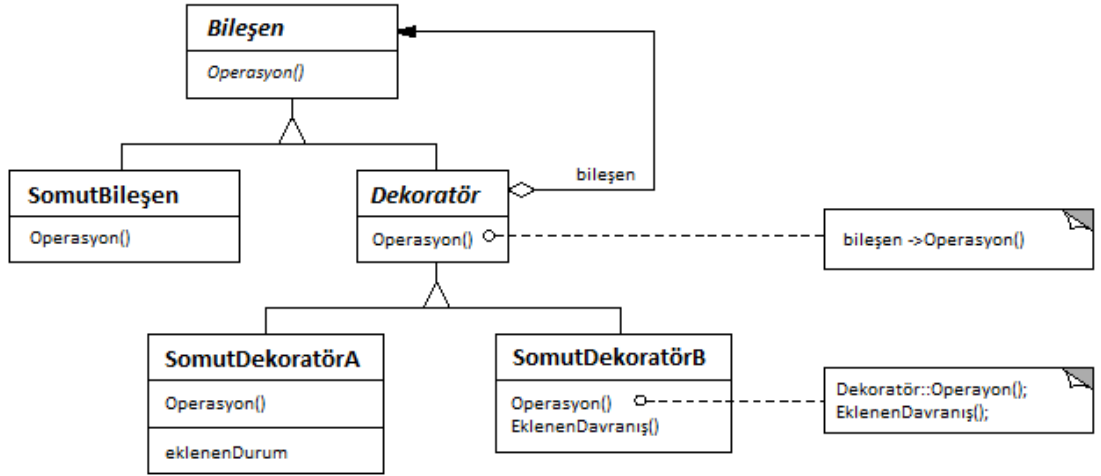 Bileşen
Operasyon()
bileşen
SomutBileşen
Operasyon()
Dekoratör
Operasyon()
bileşen ->Operasyon()
SomutDekoratörA
Operasyon()
eklenenDurum
SomutDekoratörB
Operasyon()
EklenenDavranış()
Dekoratör::Operayon();
EklenenDavranış();